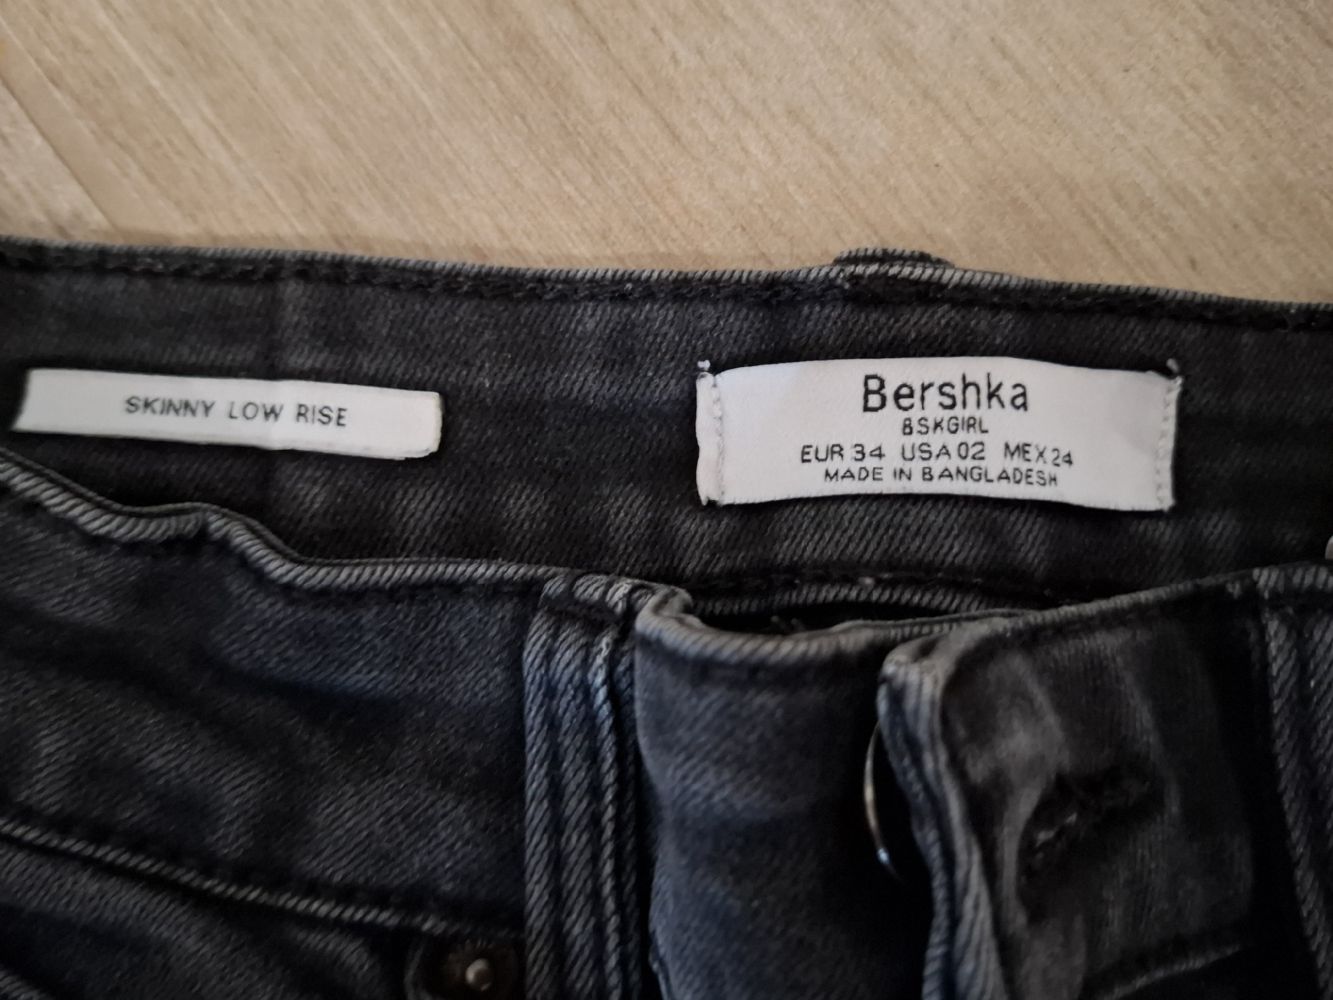 SKINNY LOW RISE
Bershka
BSKGIRL
EUR 34 USA 02 MEX 24
MADE IN BANGLADESH